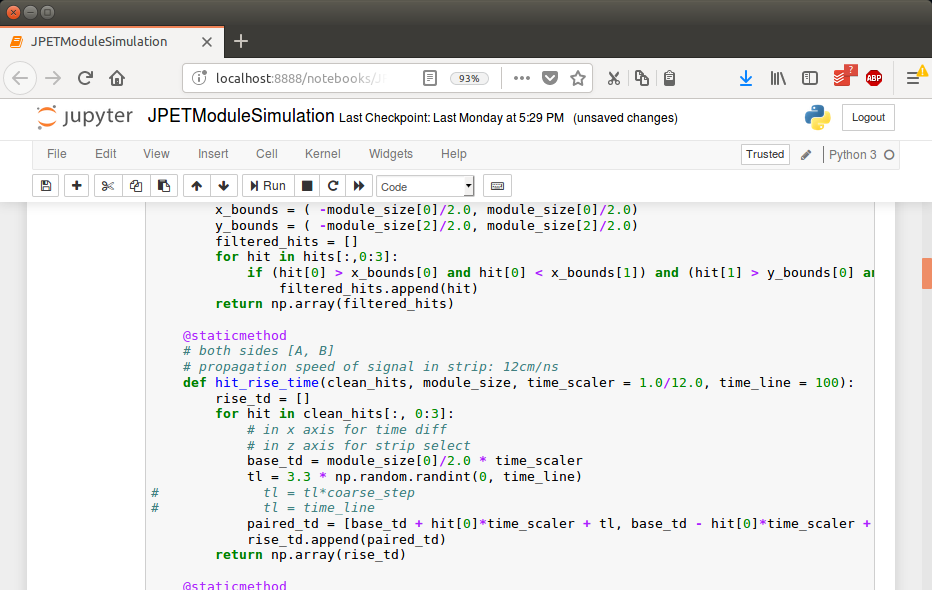 JPETModuleSimulation
localhost:8888/notebooks/J
93%
?
ABP
jupyter JPETModuleSimulation Last Checkpoint: Last Monday at 5:29 PM (unsaved changes)
Logout
File Edit View Insert Cell Kernel Widgets Help
Trusted
Python 3
Run
Code
x_bounds = ( -module_size[0]/2.0, module_size[0]/2.0)
y_bounds = ( -module_size[2]/2.0, module_size[2]/2.0)
filtered_hits = []
for hit in hits[:,0:3]:
if (hit[0] > x_bounds[0] and hit[0] < x_bounds[1]) and (hit[1] > y_bounds[0] an
filtered_hits.append(hit)
return np.array(filtered_hits)
@staticmethod
# both sides [A, B]
# propagation speed of signal in strip: 12cm/ns
def hit_rise_time(clean_hits, module_size, time_scaler = 1.0/12.0, time_line = 100):
rise_td = []
for hit in clean_hits[:, 0:3]:
# in x axis for time diff
# in z axis for strip select
base_td = module_size[0]/2.0 * time_scaler
tl = 3.3 * np.random.randint(0, time_line)
# tl = tl*coarse_step
# tl = time_line
paired_td = [base_td + hit[0]*time_scaler + tl, base_td - hit[0]*time_scaler +
rise_td.append(paired_td)
return np.array(rise_td)
@staticmethod